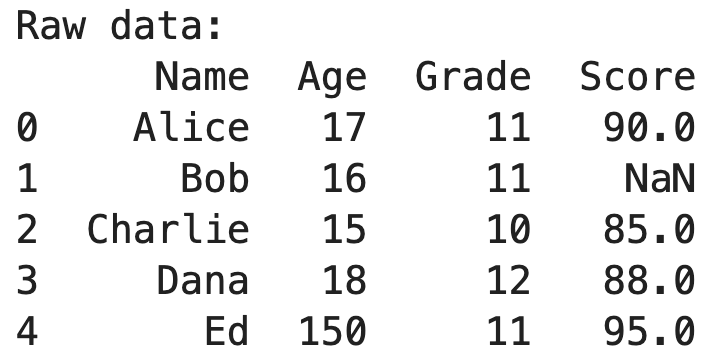 Raw data:
      Name  Age  Grade  Score
0    Alice   17     11   90.0
1      Bob   16     11    NaN
2  Charlie   15     10   85.0
3     Dana   18     12   88.0
4       Ed  150     11   95.0